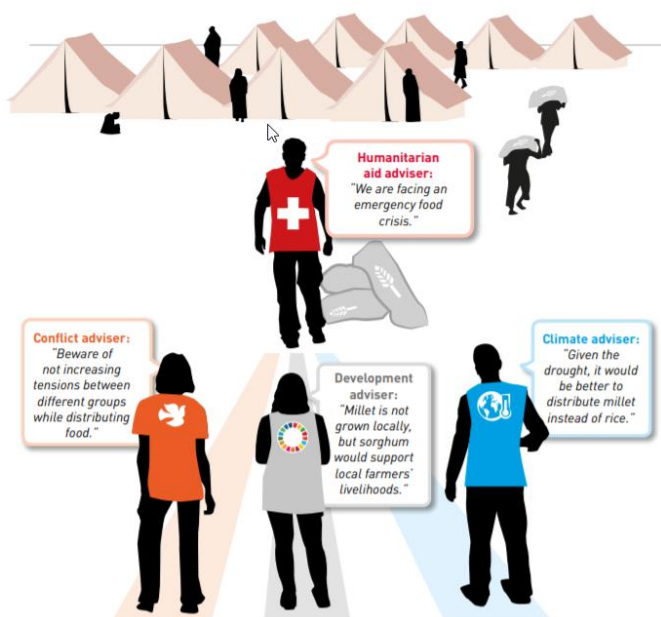 Humanitarian
aid adviser:
"We are facing an
emergency food
crisis."
Conflict adviser:
"Beware of
not increasing
tensions between
different groups
while distributing
food."
Development
adviser:
"Millet is not
grown locally,
but sorghum
would support
local farmers'
livelihoods."
Climate adviser:
"Given the
drought, it would
be better to
distribute millet
instead of rice."